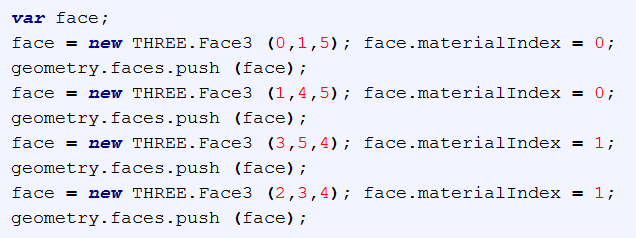 var face;
face = new THREE.Face3 (0,1,5); face.materialIndex = 0;
geometry.faces.push (face);
face = new THREE.Face3 (1,4,5); face.materialIndex = 0;
geometry.faces.push (face);
face = new THREE.Face3 (3,5,4); face.materialIndex = 1;
geometry.faces.push (face);
face = new THREE.Face3 (2,3,4); face.materialIndex = 1;
geometry.faces.push (face);